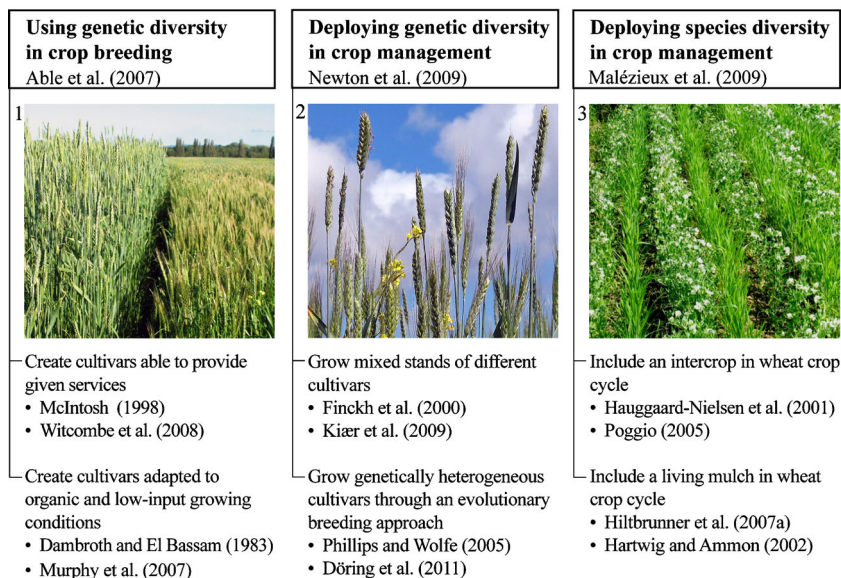 Using genetic diversity
in crop breeding
Able et al. (2007)
1
Create cultivars able to provide
given services
• McIntosh (1998)
• Witcombe et al. (2008)
Create cultivars adapted to
organic and low-input growing
conditions
• Dambroth and El Bassam (1983)
• Murphy et al. (2007)
Deploying genetic diversity
in crop management
Newton et al. (2009)
2
Grow mixed stands of different
cultivars
• Finckh et al. (2000)
• Kiær et al. (2009)
Grow genetically heterogeneous
cultivars through an evolutionary
breeding approach
• Phillips and Wolfe (2005)
• Döring et al. (2011)
Deploying species diversity
in crop management
Malézieux et al. (2009)
3
Include an intercrop in wheat crop
cycle
• Hauggaard-Nielsen et al. (2001)
• Poggio (2005)
Include a living mulch in wheat
crop cycle
• Hiltbrunner et al. (2007a)
• Hartwig and Ammon (2002)